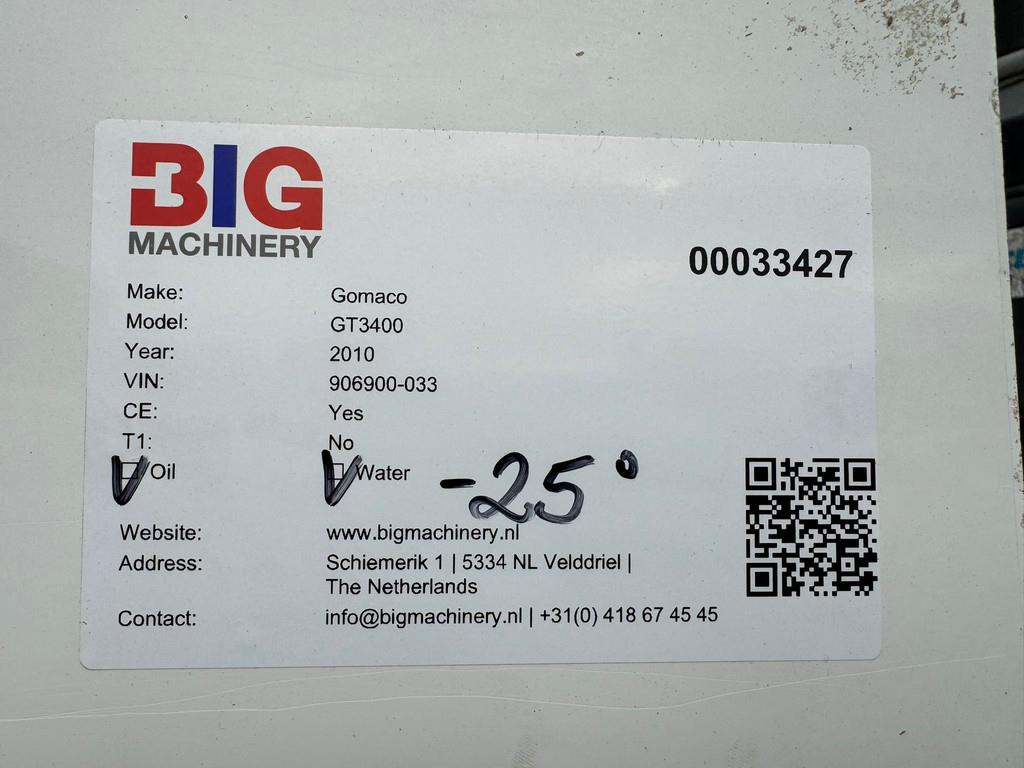 BIG
MACHINERY
00033427
Make: Gomaco
Model: GT3400
Year: 2010
VIN: 906900-033
CE: Yes
T1: No
V Oil V Water -25°
Website: www.bigmachinery.nl
Address: Schiemerik 1 | 5334 NL Velddriel |
The Netherlands
Contact: info@bigmachinery.nl | +31(0) 418 67 45 45